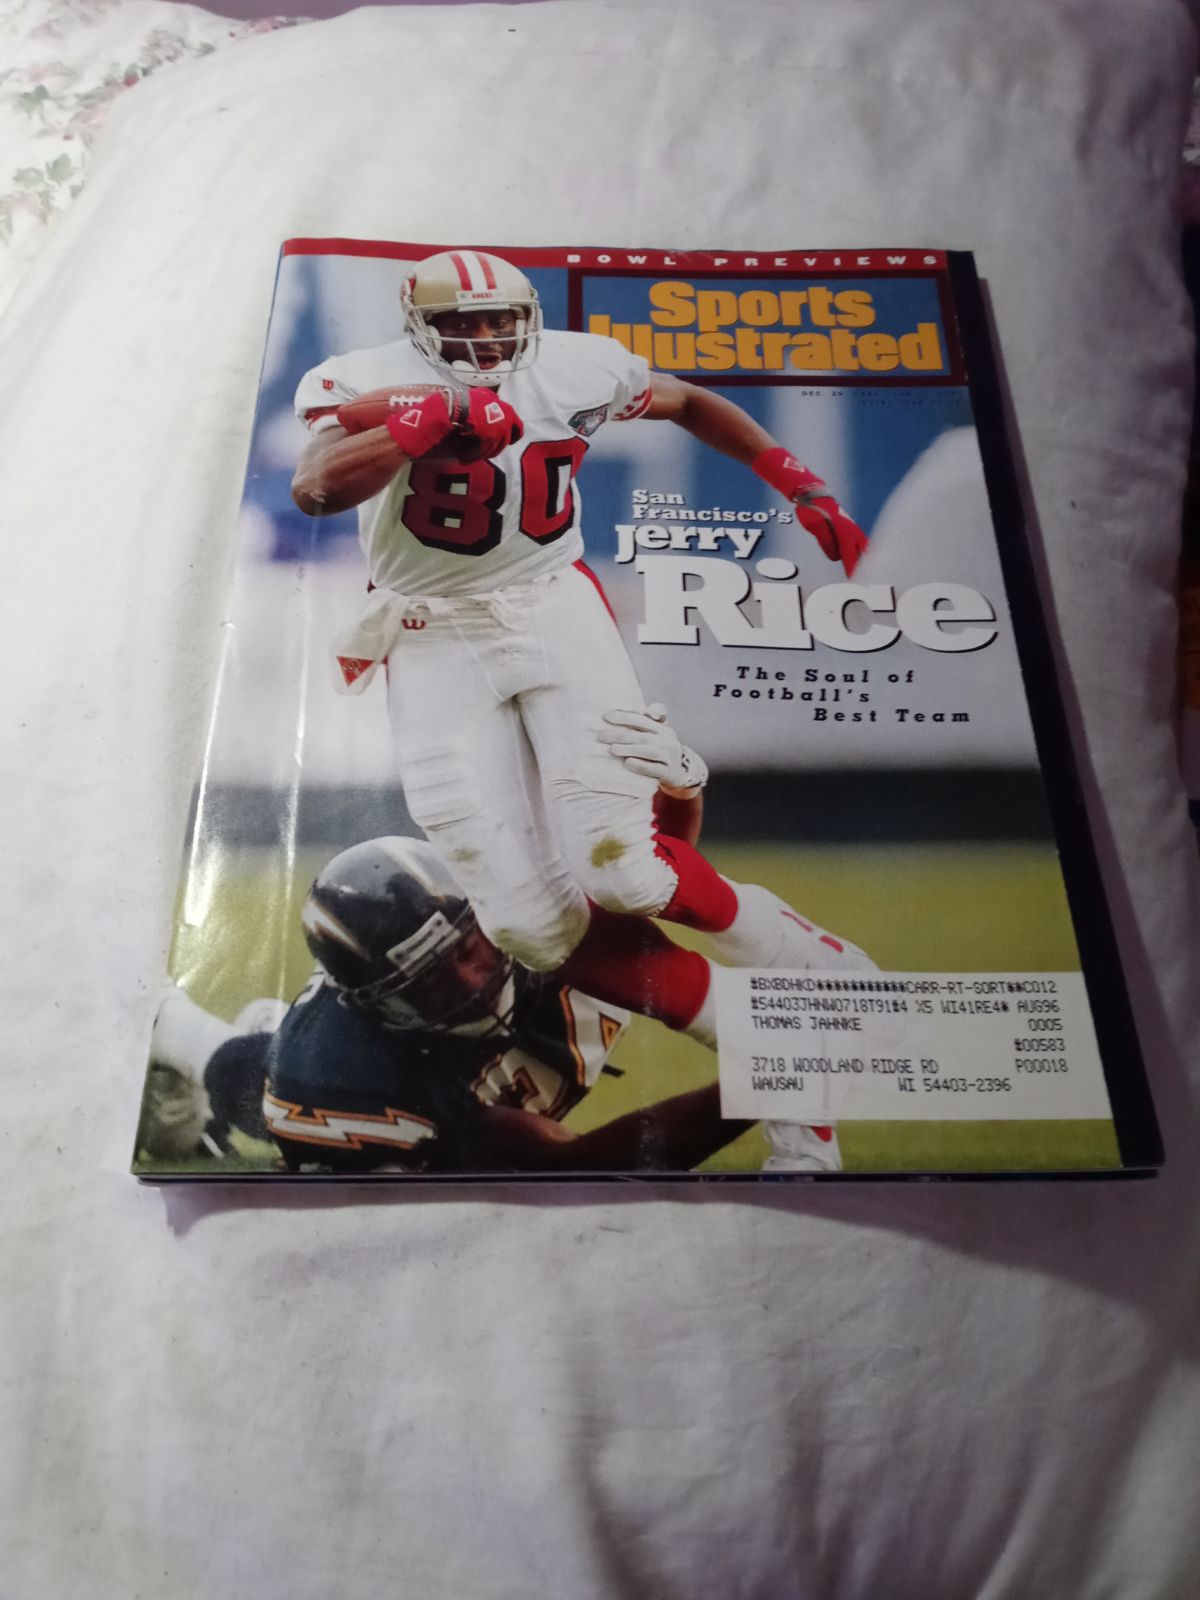 BOWL PREVIEWS
Sports
Illustrated
DEC
49ERS
80
San
Francisco's
Jerry
Rice
The Soul of
Football's
Best Team
#BXBDHKD***********CARR-RT-SORT**C012
#54403JHNW0718T91#4 X5 WI41RE4* AUG96
THOMAS JAHNKE 0005
#00583
3718 WOODLAND RIDGE RD P00018
WAUSAU WI 54403-2396